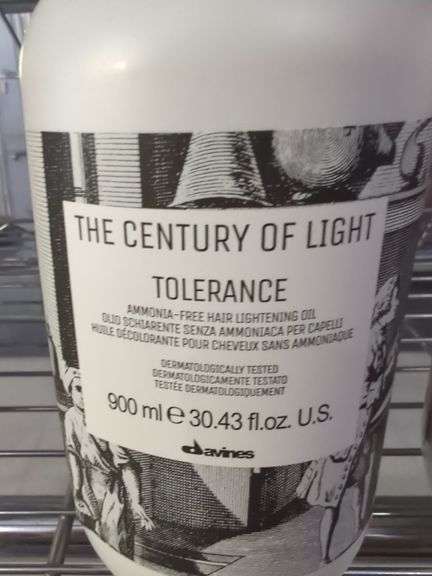 THE CENTURY OF LIGHT
TOLERANCE
AMMONIA-FREE HAIR LIGHTENING OIL
OLIO SCHIARENTE SENZA AMMONIACA PER CAPELLI
HUILE DÉCOLORANTE POUR CHEVEUX SANS AMMONIAQUE
DERMATOLOGICALLY TESTED
DERMATOLOGICAMENTE TESTATO
TESTÉE DERMATOLOGIQUEMENT
900 ml ℮ 30.43 fl.oz. U.S.
davines